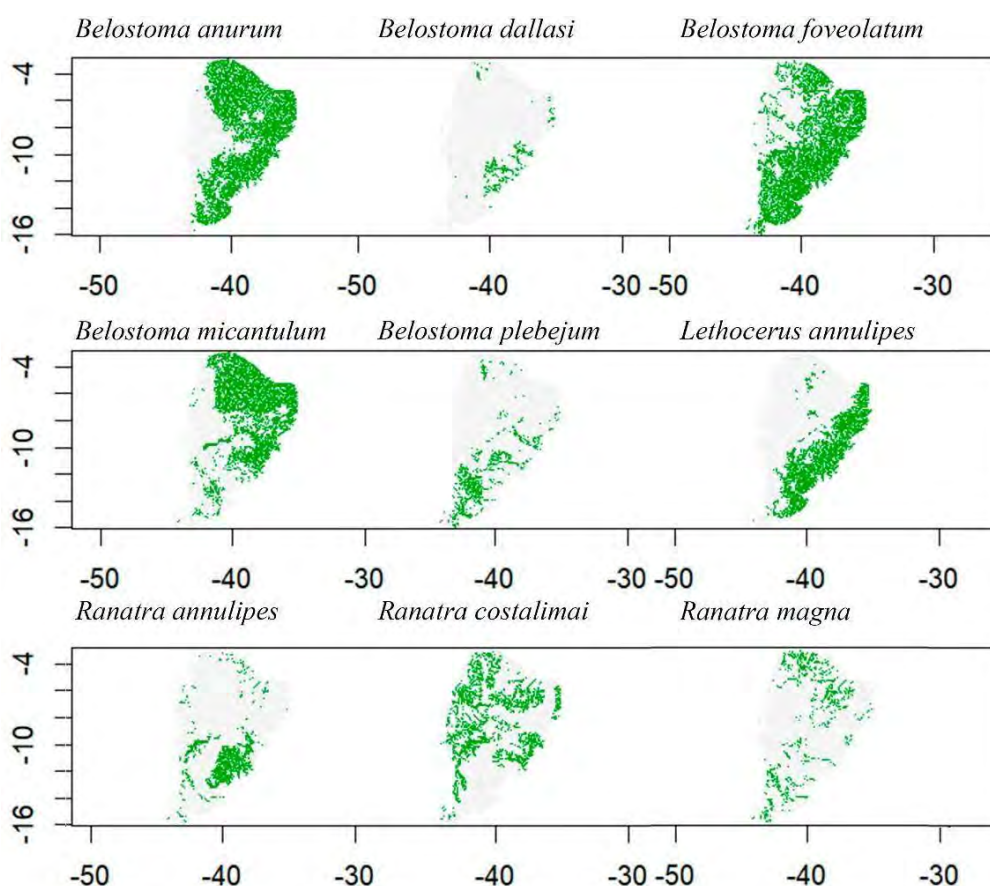 Belostoma anurum Belostoma dallasi Belostoma foveolatum
-4
-10
-16
-50 -40 -40 -30 -50 -40 -30
Belostoma micantulum Belostoma plebejum Lethocerus annulipes
-4
-10
-16
-50 -40 -30 -40 -30 -50 -40 -30
Ranatra annulipes Ranatra costalimai Ranatra magna
-4
-10
-16
-50 -40 -30 -40 -30 -50 -40 -30